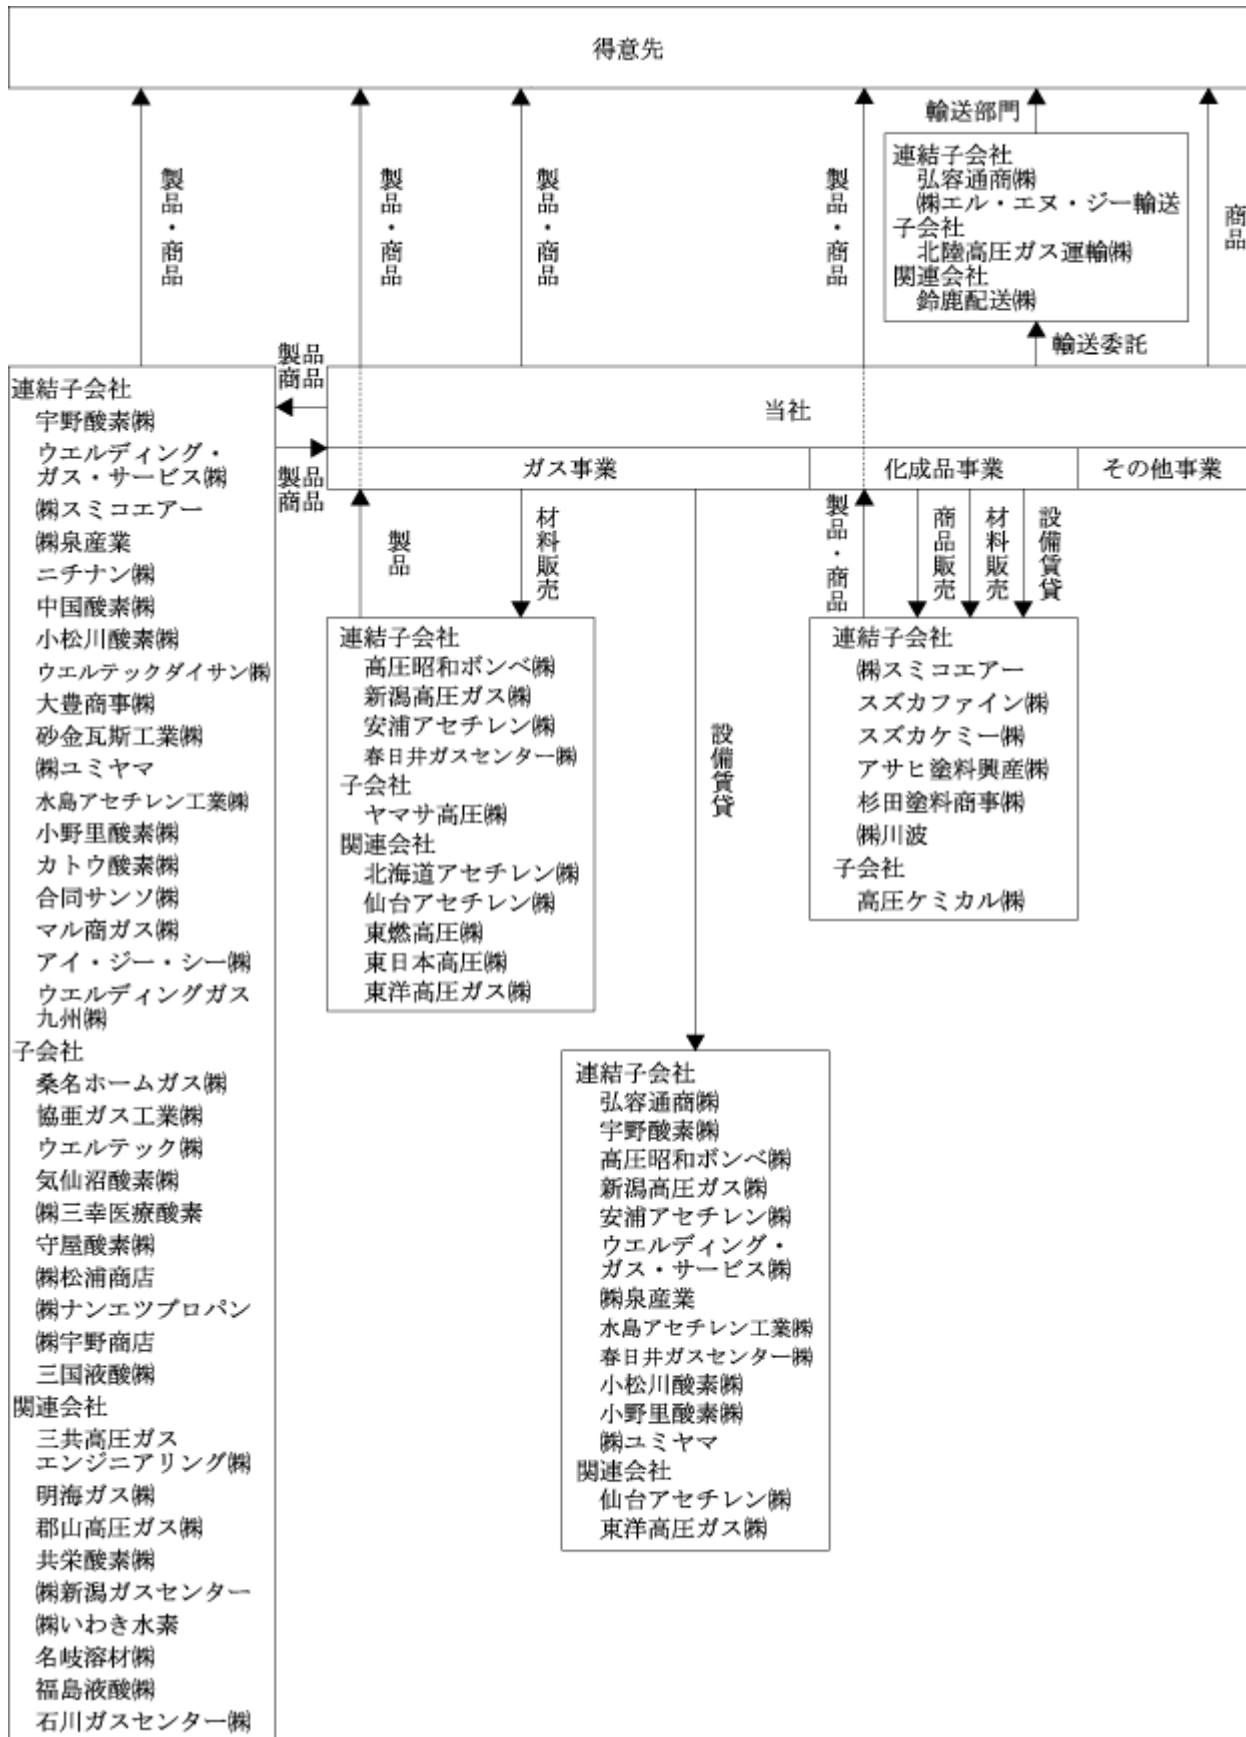 得意先
製品・商品
製品・商品
製品・商品
製品・商品
輸送部門
連結子会社
弘容通商㈱
㈱エル・エヌ・ジー輸送
子会社
北陸高圧ガス運輸㈱
関連会社
鈴鹿配送㈱
商品
輸送委託
製品
商品
当社
製品
商品
ガス事業
化成品事業
その他事業
連結子会社
宇野酸素㈱
ウエルディング・
ガス・サービス㈱
㈱スミコエアー
㈱泉産業
ニチナン㈱
中国酸素㈱
小松川酸素㈱
ウエルテックダイサン㈱
大豊商事㈱
砂金瓦斯工業㈱
㈱ユミヤマ
水島アセチレン工業㈱
小野里酸素㈱
カトウ酸素㈱
合同サンソ㈱
マル商ガス㈱
アイ・ジー・シー㈱
ウエルディングガス
九州㈱
子会社
桑名ホームガス㈱
協亜ガス工業㈱
ウエルテック㈱
気仙沼酸素㈱
㈱三幸医療酸素
守屋酸素㈱
㈱松浦商店
㈱ナンエツプロパン
㈱宇野商店
三国液酸㈱
関連会社
三共高圧ガス
エンジニアリング㈱
明海ガス㈱
郡山高圧ガス㈱
共栄酸素㈱
㈱新潟ガスセンター
㈱いわき水素
名岐溶材㈱
福島液酸㈱
石川ガスセンター㈱
製品
材料販売
連結子会社
高圧昭和ボンベ㈱
新潟高圧ガス㈱
安浦アセチレン㈱
春日井ガスセンター㈱
子会社
ヤマサ高圧㈱
関連会社
北海道アセチレン㈱
仙台アセチレン㈱
東燃高圧㈱
東日本高圧㈱
東洋高圧ガス㈱
設備賃貸
連結子会社
弘容通商㈱
宇野酸素㈱
高圧昭和ボンベ㈱
新潟高圧ガス㈱
安浦アセチレン㈱
ウエルディング・
ガス・サービス㈱
㈱泉産業
水島アセチレン工業㈱
春日井ガスセンター㈱
小松川酸素㈱
小野里酸素㈱
㈱ユミヤマ
関連会社
仙台アセチレン㈱
東洋高圧ガス㈱
製品・商品
商品販売
材料販売
設備賃貸
連結子会社
㈱スミコエアー
スズカファイン㈱
スズカケミー㈱
アサヒ塗料興産㈱
杉田塗料商事㈱
㈱川波
子会社
高圧ケミカル㈱